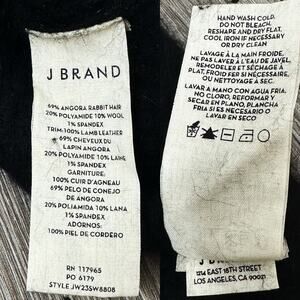 J BRAND
69% ANGORA RABBIT HAIR
20% POLYAMIDE 10% WOOL
1% SPANDEX
TRIM:100% LAMB LEATHER
69% CHEVEUX DU
LAPIN ANGORA
20% POLYAMIDE 10% LAINE
1% SPANDEX
GARNITURE:
100% CUIR D'AGNEAU
69% PELO DE CONEJO
DE ANGORA
20% POLIAMIDA 10% LANA
1% SPANDEX
ADORNOS:
100% PIEL DE CORDERO
RN 117965
PO 6179
STYLE JW23SW8808
HAND WASH COLD.
DO NOT BLEACH.
RESHAPE AND DRY FLAT.
COOL IRON IF NECESSARY
OR DRY CLEAN
LAVAGE À LA MAIN FROIDE.
NE PAS LAVER À L'EAU DE JAVEL.
REMODELER ET SÉCHAGE À
PLAT, FROID FER SI NÉCESSAIRE
OU NETTOYAGE À SEC.
LAVAR A MANO CON AGUA FRIA.
NO CLORO, REFORMAR Y
SECAR EN PLANO, PLANCHA
FRIA SI ES NECESARIO O
LAVAR EN SECO
J BRAND
1214 EAST 18TH STREET
LOS ANGELES, CA 90021